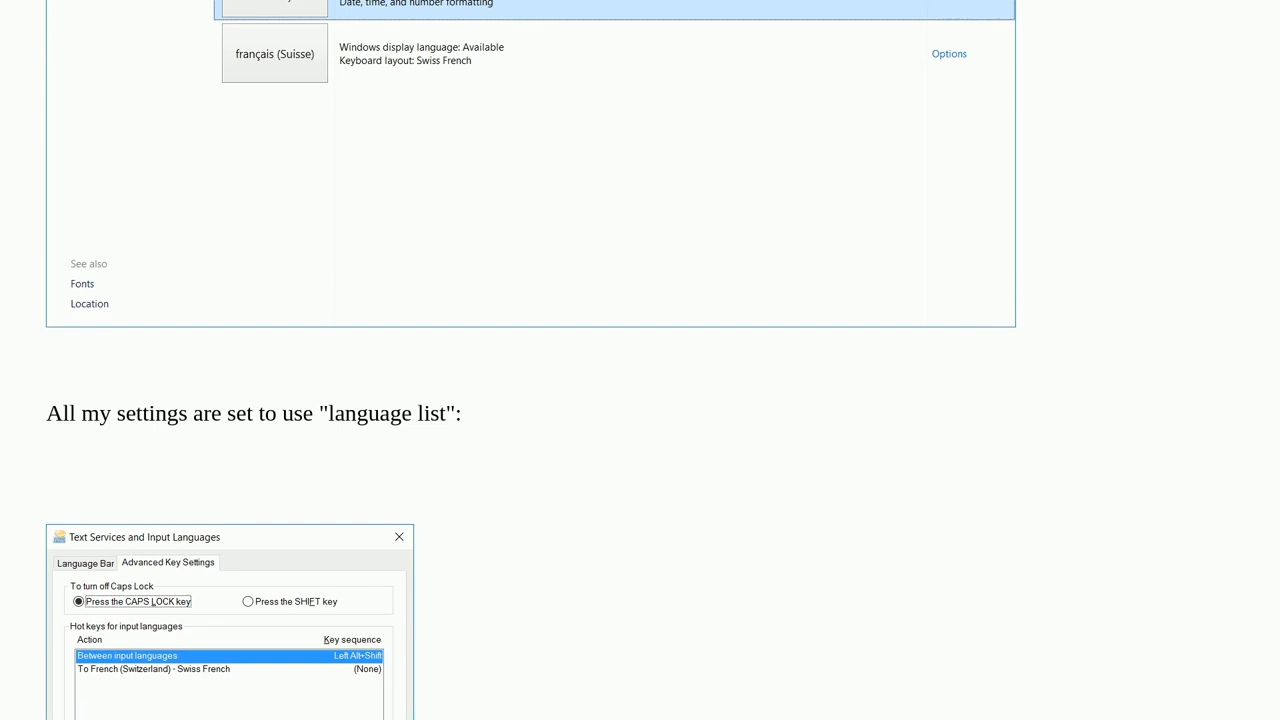 Date, time, and number formatting
français (Suisse)
Windows display language: Available
Keyboard layout: Swiss French
Options
See also
Fonts
Location
All my settings are set to use "language list":
Text Services and Input Languages
Language Bar
Advanced Key Settings
To turn off Caps Lock
Press the CAPS LOCK key
Press the SHIFT key
Hot keys for input languages
Action Key sequence
Between input languages Left Alt+Shift
To French (Switzerland) - Swiss French (None)